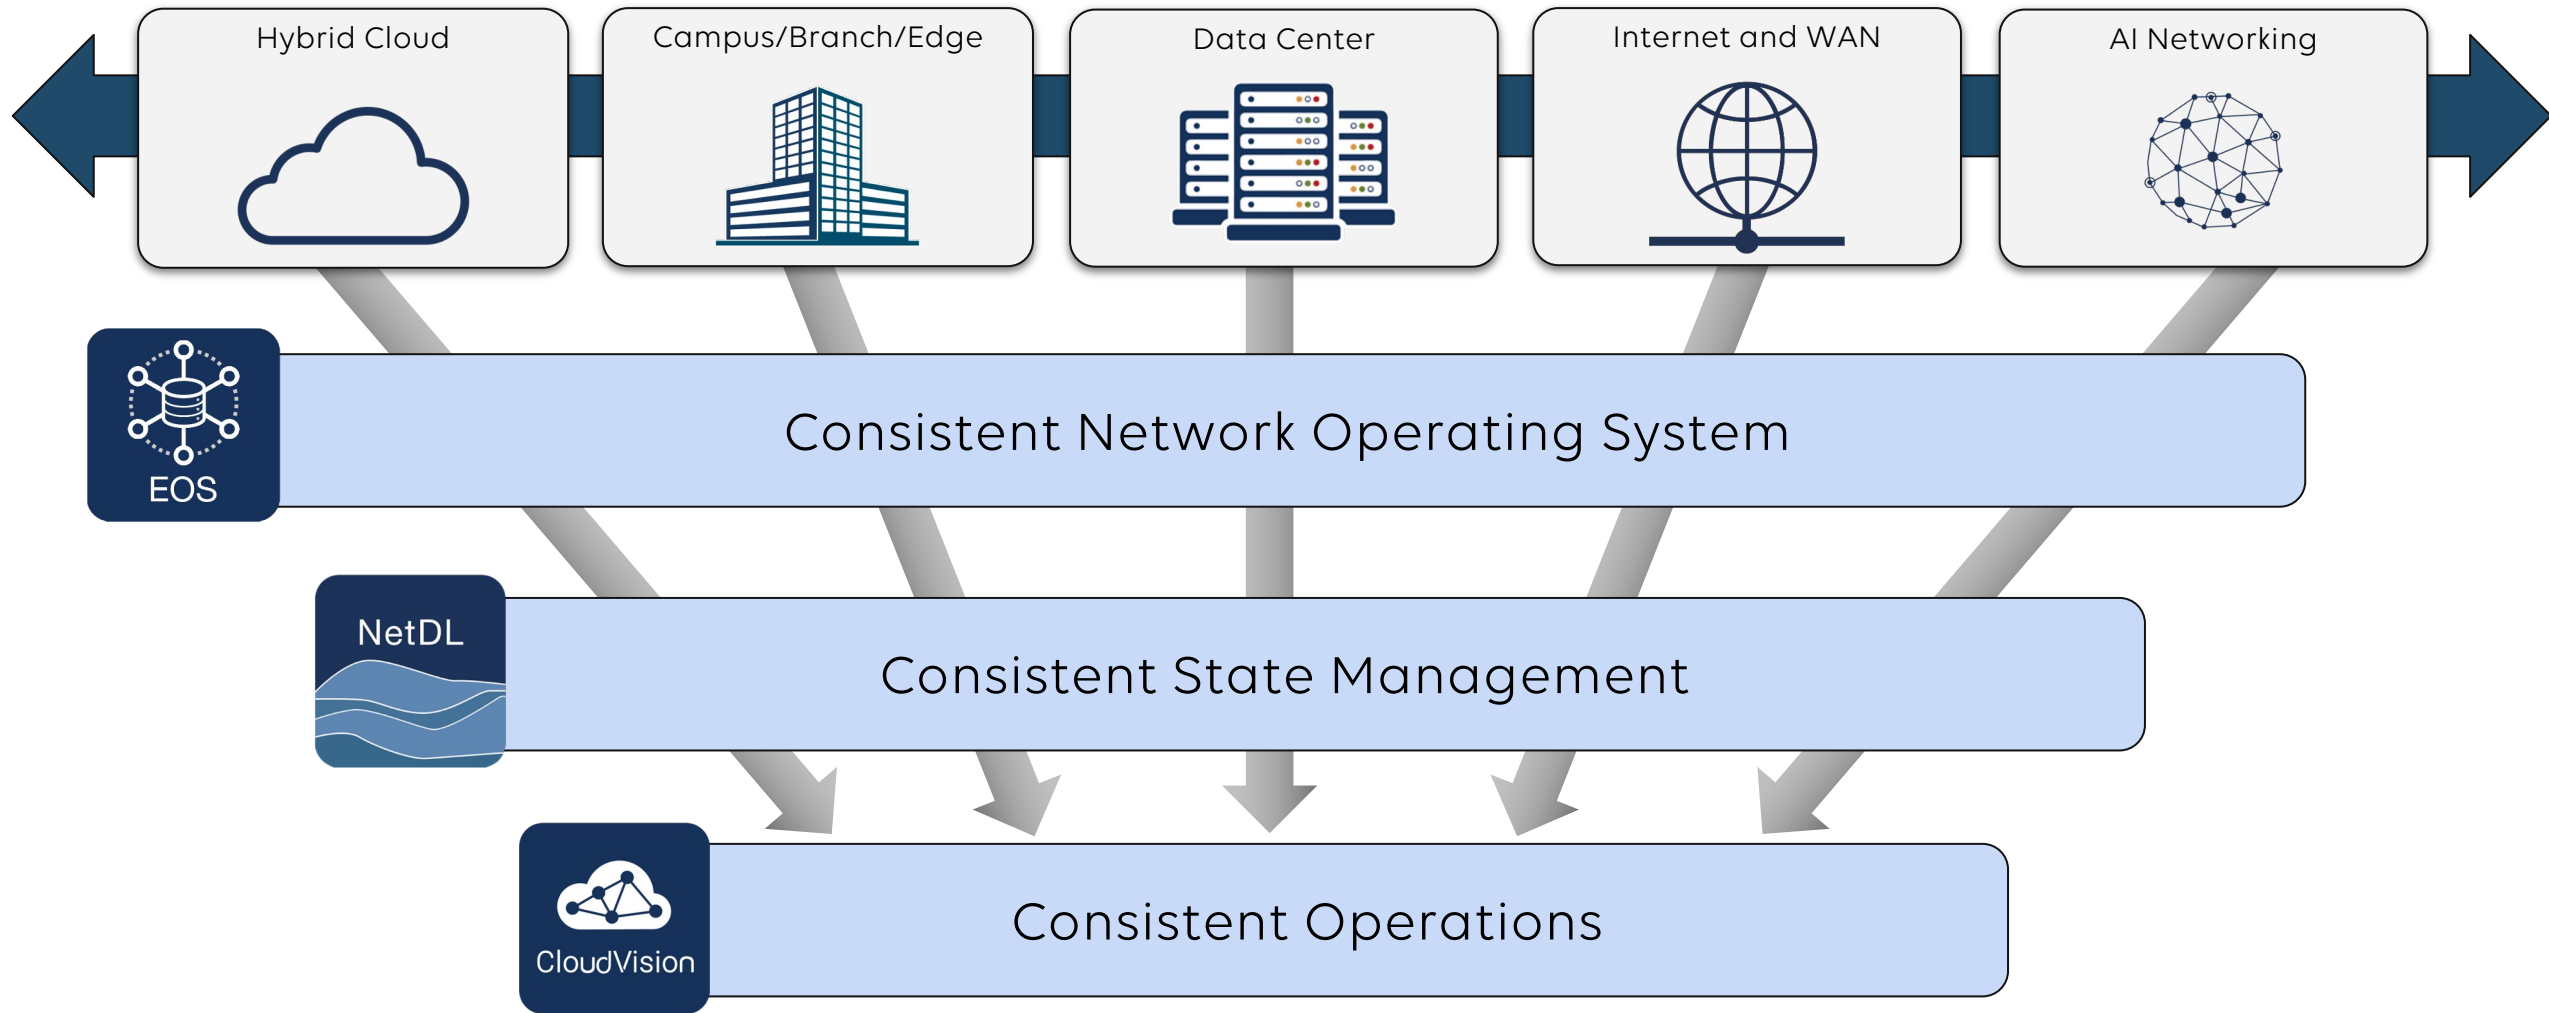 Hybrid Cloud
Campus/Branch/Edge
Data Center
Internet and WAN
AI Networking
EOS
Consistent Network Operating System
NetDL
Consistent State Management
CloudVision
Consistent Operations